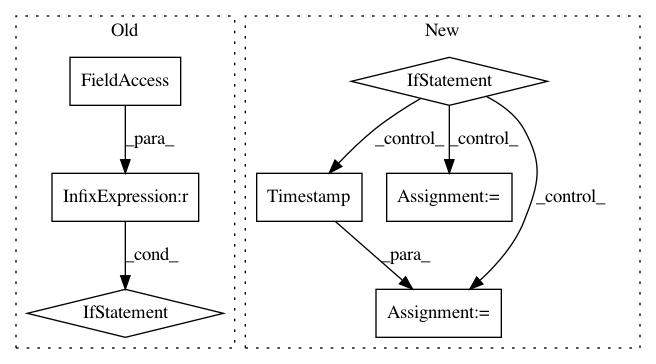 Old
New
FieldAccess
IfStatement
_para_
_control_
_control_
InfixExpression:r
Timestamp
Assignment:=
_control_
_cond_
_para_
IfStatement
Assignment:=